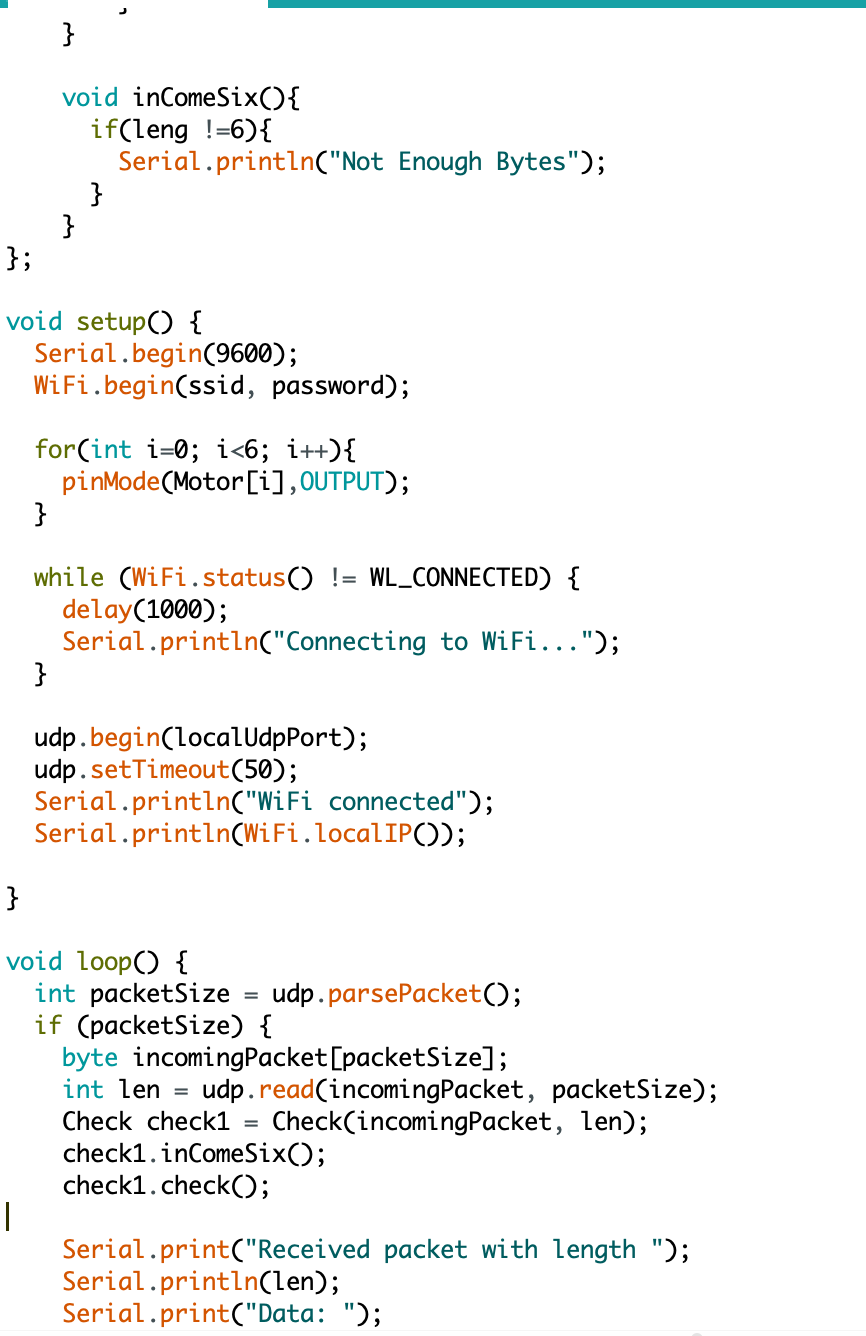 }
void inComeSix(){
if(leng !=6){
Serial.println("Not Enough Bytes");
}
}
};
void setup() {
Serial.begin(9600);
WiFi.begin(ssid, password);
for(int i=0; i<6; i++){
pinMode(Motor[i],OUTPUT);
}
while (WiFi.status() != WL_CONNECTED) {
delay(1000);
Serial.println("Connecting to WiFi...");
}
udp.begin(localUdpPort);
udp.setTimeout(50);
Serial.println("WiFi connected");
Serial.println(WiFi.localIP());
}
void loop() {
int packetSize = udp.parsePacket();
if (packetSize) {
byte incomingPacket[packetSize];
int len = udp.read(incomingPacket, packetSize);
Check check1 = Check(incomingPacket, len);
check1.inComeSix();
check1.check();
Serial.print("Received packet with length ");
Serial.println(len);
Serial.print("Data: ");